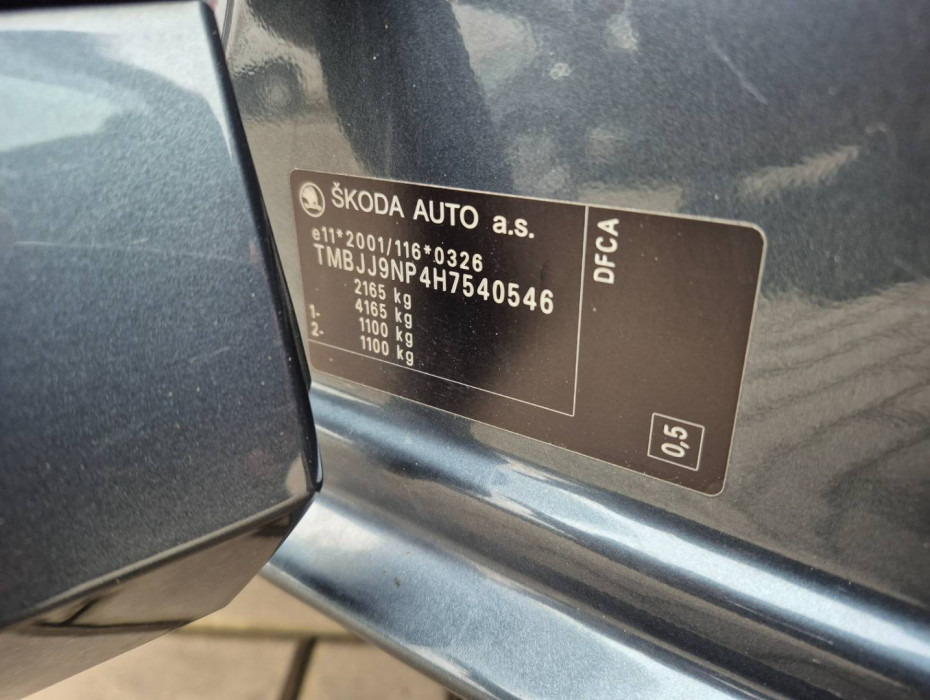 ŠKODA AUTO a.s.
e11*2001/116*0326
TMBJJ9NP4H7540546
2165 kg
4165 kg
1- 1100 kg
2- 1100 kg
DFCA
0,5